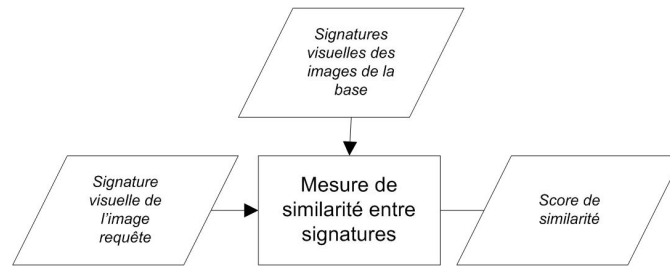 Signatures
visuelles des
images de la
base
Signature
visuelle de
l'image
requête
Mesure de
similarité entre
signatures
Score de
similarité